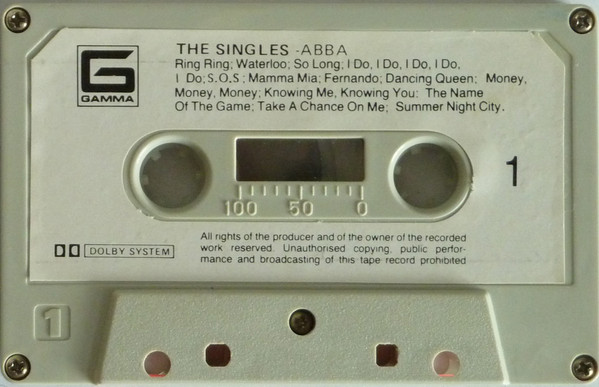 THE SINGLES -ABBA
Ring Ring; Waterloo; So Long; I Do, I Do, I Do, I Do,
I Do; S.O.S; Mamma Mia; Fernando; Dancing Queen; Money,
Money, Money; Knowing Me, Knowing You: The Name
Of The Game; Take A Chance On Me; Summer Night City.
G
GAMMA
1
100 50 0
DOLBY SYSTEM
All rights of the producer and of the owner of the recorded
work reserved. Unauthorised copying, public perfor-
mance and broadcasting of this tape record prohibited
1